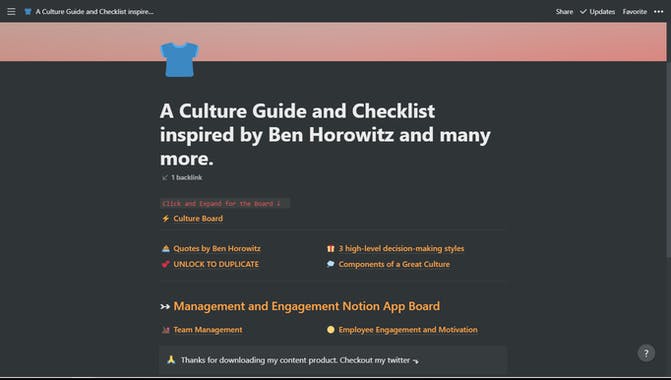 A Culture Guide and Checklist inspire...
Share
Updates
Favorite
A Culture Guide and Checklist
inspired by Ben Horowitz and many
more.
1 backlink
Click and Expand for the Board ↓
Culture Board
Quotes by Ben Horowitz
3 high-level decision-making styles
UNLOCK TO DUPLICATE
Components of a Great Culture
Management and Engagement Notion App Board
Team Management
Employee Engagement and Motivation
Thanks for downloading my content product. Checkout my twitter
?